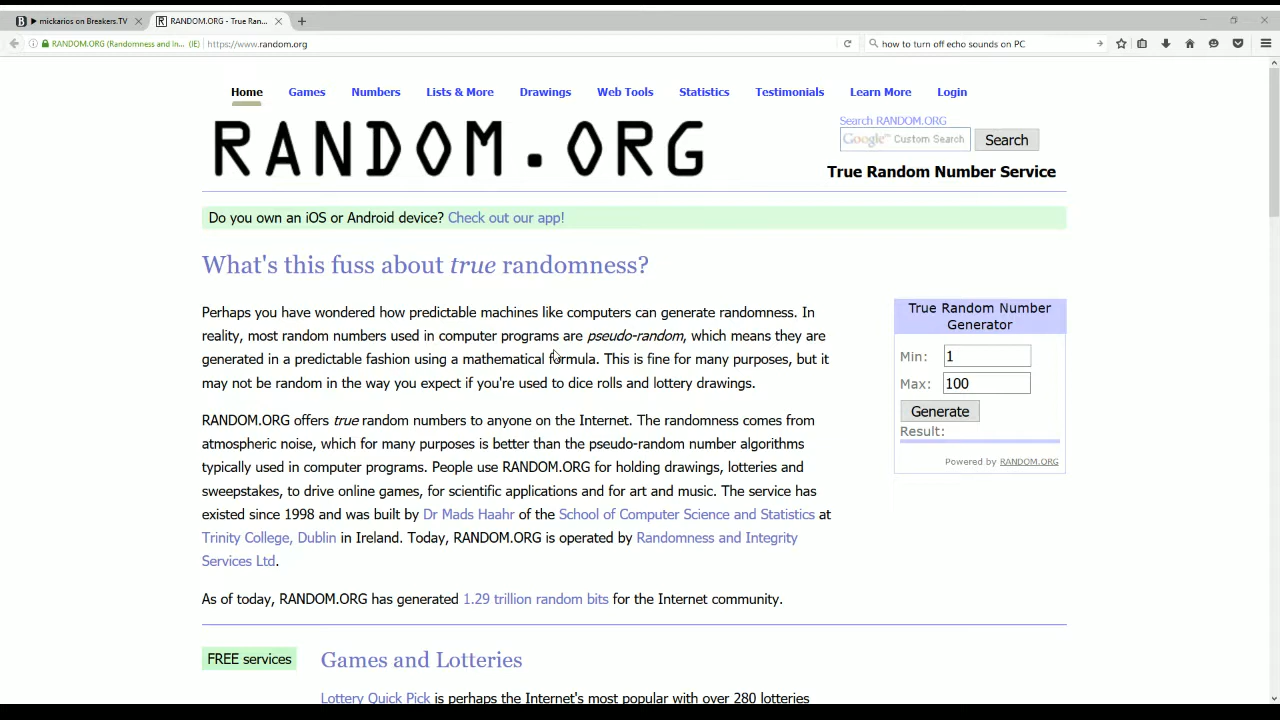 mickarios on Breakers.TV
RANDOM.ORG - True Ran...
RANDOM.ORG (Randomness and in... (IE)
https://www.random.org
how to turn off echo sounds on PC
Home Games Numbers Lists & More Drawings Web Tools Statistics Testimonials Learn More Login
RANDOM.ORG
Search RANDOM.ORG
Google™ Custom Search
Search
True Random Number Service
Do you own an iOS or Android device? Check out our app!
What's this fuss about true randomness?
Perhaps you have wondered how predictable machines like computers can generate randomness. In
reality, most random numbers used in computer programs are pseudo-random, which means they are
generated in a predictable fashion using a mathematical formula. This is fine for many purposes, but it
may not be random in the way you expect if you're used to dice rolls and lottery drawings.
RANDOM.ORG offers true random numbers to anyone on the Internet. The randomness comes from
atmospheric noise, which for many purposes is better than the pseudo-random number algorithms
typically used in computer programs. People use RANDOM.ORG for holding drawings, lotteries and
sweepstakes, to drive online games, for scientific applications and for art and music. The service has
existed since 1998 and was built by Dr Mads Haahr of the School of Computer Science and Statistics at
Trinity College, Dublin in Ireland. Today, RANDOM.ORG is operated by Randomness and Integrity
Services Ltd.
As of today, RANDOM.ORG has generated 1.29 trillion random bits for the Internet community.
True Random Number
Generator
Min: 1
Max: 100
Generate
Result:
Powered by RANDOM.ORG
FREE services
Games and Lotteries
Lottery Quick Pick is perhaps the Internet's most popular with over 280 lotteries